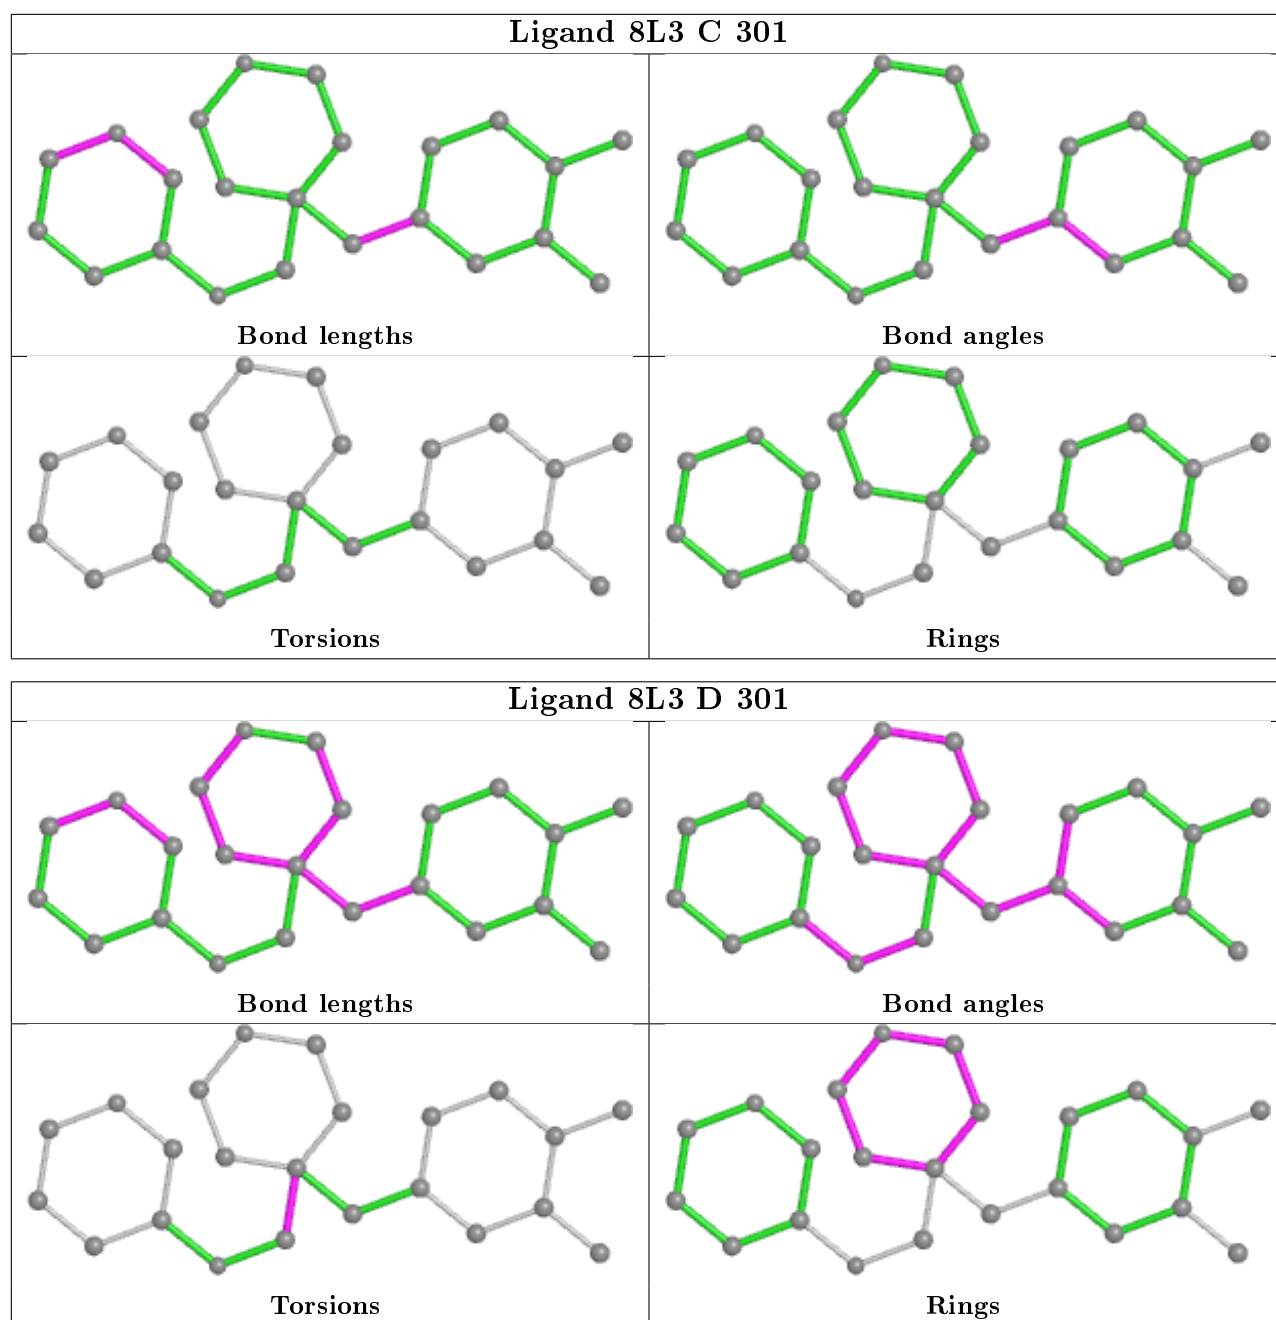 Ligand 8L3 C 301
Bond lengths
Bond angles
Torsions
Rings
Ligand 8L3 D 301
Bond lengths
Bond angles
Torsions
Rings